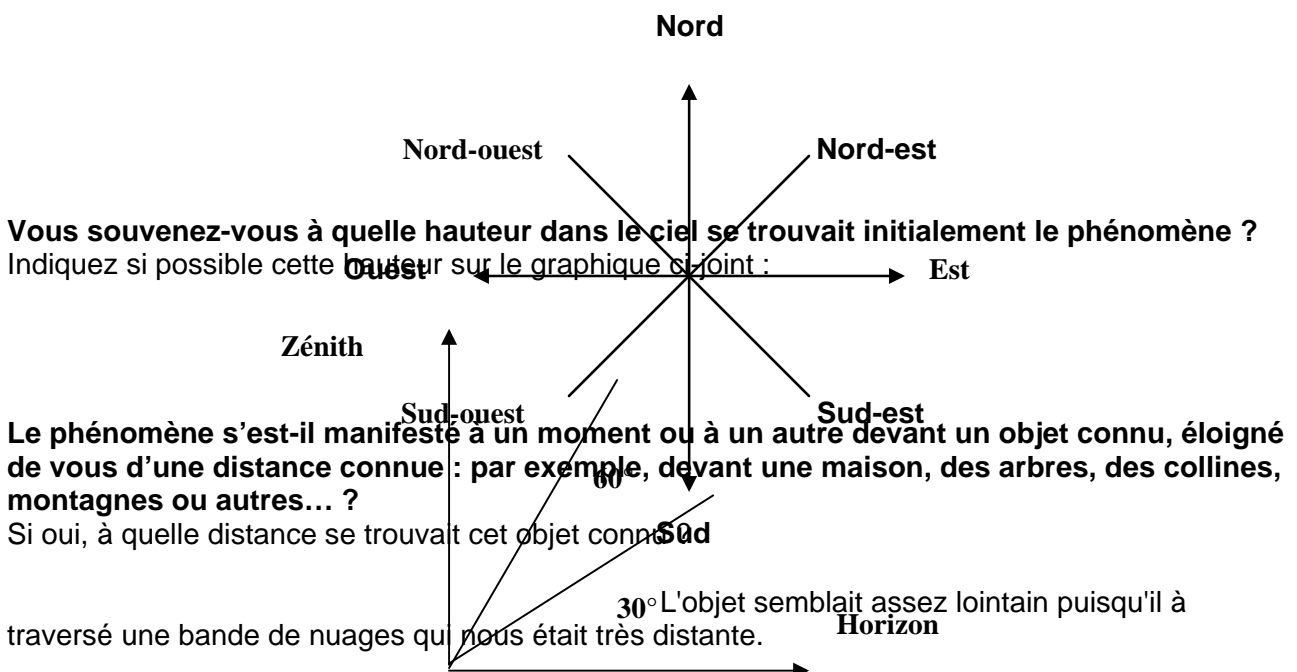 Nord
Nord-ouest
Nord-est
Vous souvenez-vous à quelle hauteur dans le ciel se trouvait initialement le phénomène ?
Indiquez si possible cette hauteur sur le graphique ci-joint :
Ouest
Est
Zénith
Sud-ouest
Sud-est
Le phénomène s’est-il manifesté à un moment ou à un autre devant un objet connu, éloigné
de vous d’une distance connue : par exemple, devant une maison, des arbres, des collines,
60°
montagnes ou autres… ?
Si oui, à quelle distance se trouvait cet objet connu ?
Sud
30°
L'objet semblait assez lointain puisqu'il à
Horizon
traversé une bande de nuages qui nous était très distante.